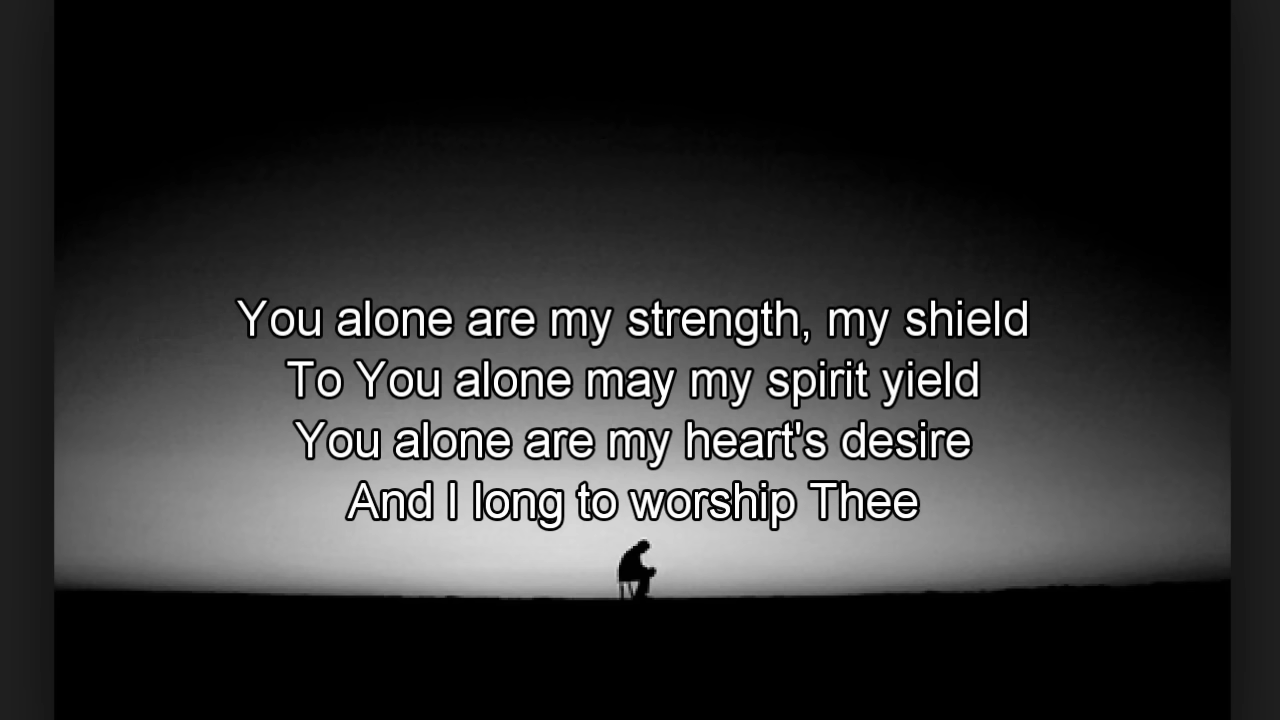 You alone are my strength, my shield
To You alone may my spirit yield
You alone are my heart's desire
And I long to worship Thee